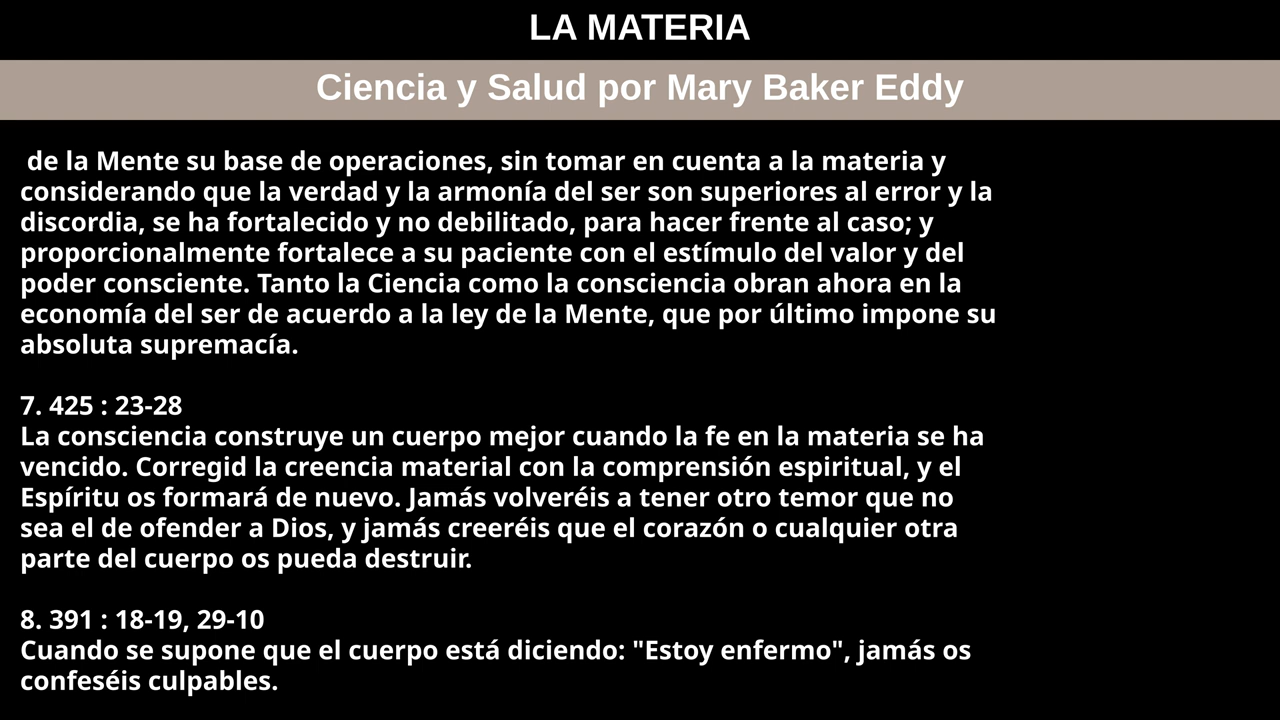 LA MATERIA
Ciencia y Salud por Mary Baker Eddy
de la Mente su base de operaciones, sin tomar en cuenta a la materia y
considerando que la verdad y la armonía del ser son superiores al error y la
discordia, se ha fortalecido y no debilitado, para hacer frente al caso; y
proporcionalmente fortalece a su paciente con el estímulo del valor y del
poder consciente. Tanto la Ciencia como la consciencia obran ahora en la
economía del ser de acuerdo a la ley de la Mente, que por último impone su
absoluta supremacía.
7. 425 : 23-28
La consciencia construye un cuerpo mejor cuando la fe en la materia se ha
vencido. Corregid la creencia material con la comprensión espiritual, y el
Espíritu os formará de nuevo. Jamás volveréis a tener otro temor que no
sea el de ofender a Dios, y jamás creeréis que el corazón o cualquier otra
parte del cuerpo os pueda destruir.
8. 391 : 18-19, 29-10
Cuando se supone que el cuerpo está diciendo: "Estoy enfermo", jamás os
confeséis culpables.